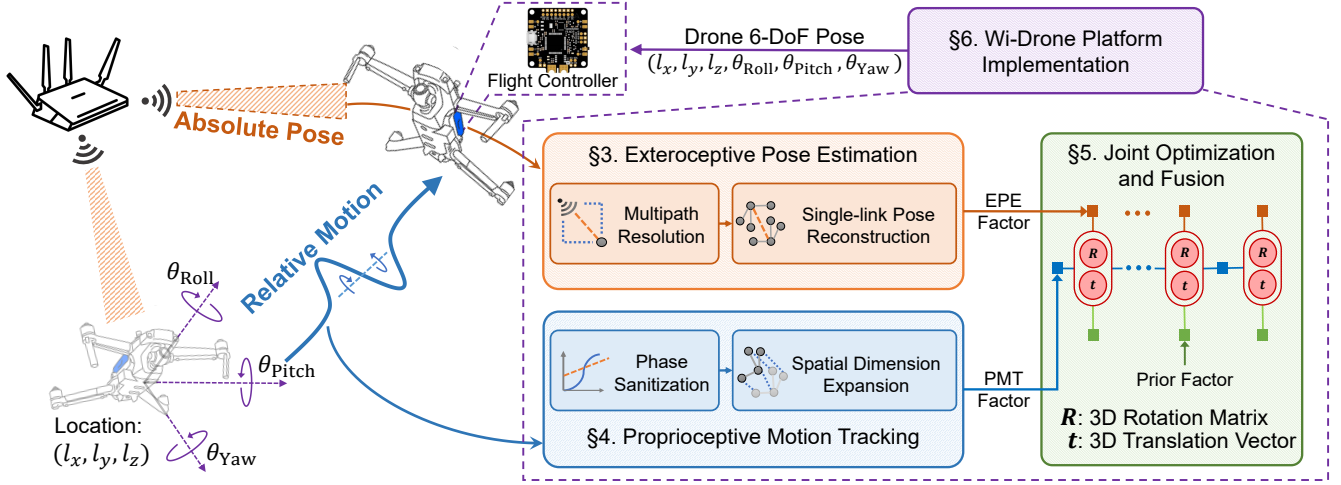 Drone 6-DoF Pose
(l_x, l_y, l_z, θ_Roll, θ_Pitch, θ_Yaw)
Flight Controller
§6. Wi-Drone Platform
Implementation
Absolute Pose
Relative Motion
θ_Roll
θ_Pitch
θ_Yaw
Location:
(l_x, l_y, l_z)
§3. Exteroceptive Pose Estimation
Multipath
Resolution
Single-link Pose
Reconstruction
EPE
Factor
Phase
Sanitization
Spatial Dimension
Expansion
§4. Proprioceptive Motion Tracking
PMT
Factor
§5. Joint Optimization
and Fusion
R
t
R
t
R
t
Prior Factor
R: 3D Rotation Matrix
t: 3D Translation Vector